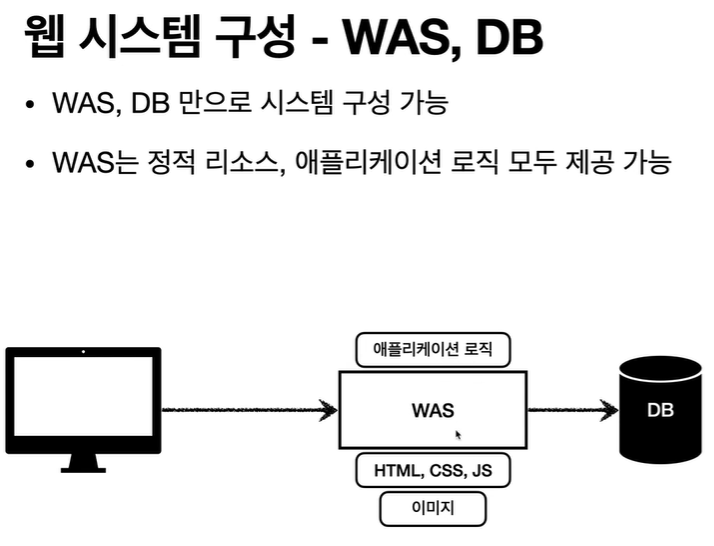 웹 시스템 구성 - WAS, DB
• WAS, DB 만으로 시스템 구성 가능
• WAS는 정적 리소스, 애플리케이션 로직 모두 제공 가능
애플리케이션 로직
WAS
DB
HTML, CSS, JS
이미지